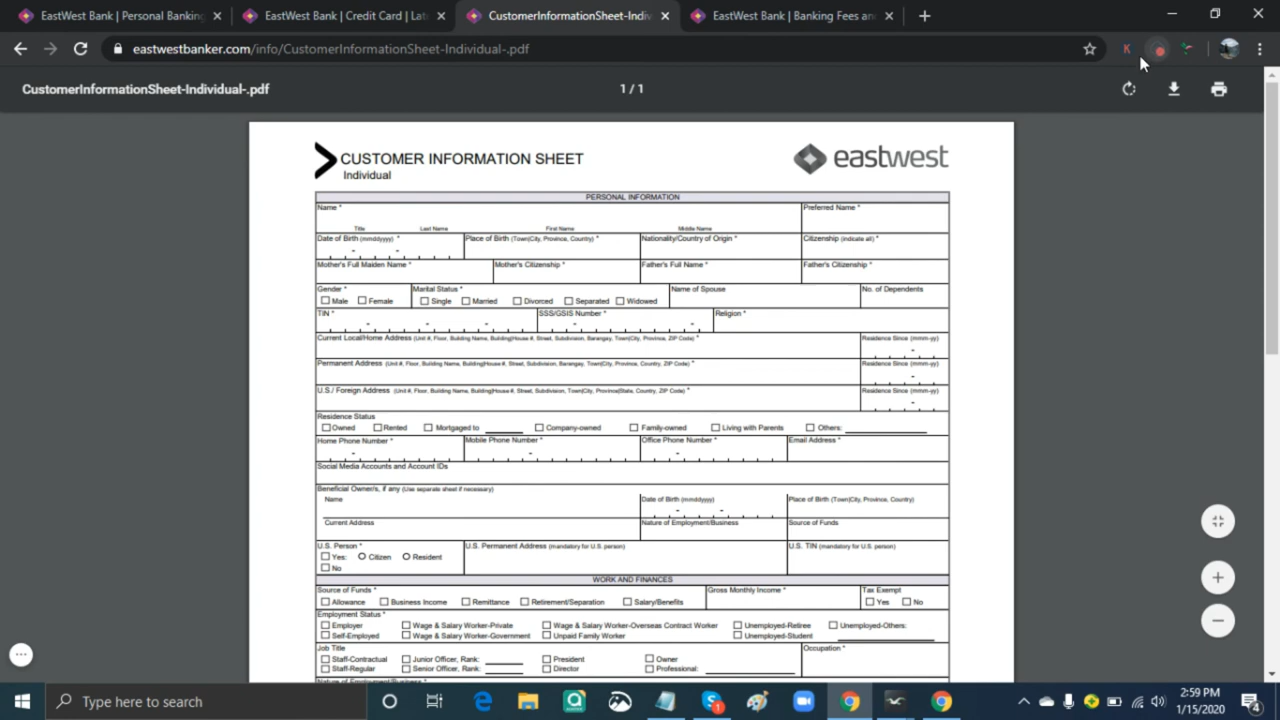 EastWest Bank | Personal Banking
EastWest Bank | Credit Card | Lat
CustomerInformationSheet-Indivi
EastWest Bank | Banking Fees an
eastwestbanker.com/info/CustomerInformationSheet-Individual-.pdf
K
CustomerInformationSheet-Individual-.pdf
1 / 1
CUSTOMER INFORMATION SHEET
Individual
eastwest
PERSONAL INFORMATION
Name * Preferred Name *
Title Last Name First Name Middle Name
Date of Birth (mmddyyyy) * Place of Birth (Town|City, Province, Country) * Nationality/Country of Origin * Citizenship (indicate all) *
Mother's Full Maiden Name * Mother's Citizenship * Father's Full Name * Father's Citizenship *
Gender * Marital Status * Name of Spouse No. of Dependents
Male Female Single Married Divorced Separated Widowed
TIN * SSS/GSIS Number * Religion *
Current Local/Home Address (Unit #, Floor, Building Name, Building|House #, Street, Subdivision, Barangay, Town|City, Province, ZIP Code) * Residence Since (mmm-yy)
Permanent Address (Unit #, Floor, Building Name, Building|House #, Street, Subdivision, Barangay, Town|City, Province, Country, ZIP Code) * Residence Since (mmm-yy)
U.S./ Foreign Address (Unit #, Floor, Building Name, Building|House #, Street, Subdivision, Town|City, Province|State, Country, ZIP Code) * Residence Since (mmm-yy)
Residence Status
Owned Rented Mortgaged to Company-owned Family-owned Living with Parents Others:
Home Phone Number * Mobile Phone Number * Office Phone Number * Email Address *
Social Media Accounts and Account IDs
Beneficial Owner/s, if any (Use separate sheet if necessary)
Name Date of Birth (mmddyyyy) Place of Birth (Town|City, Province, Country)
Current Address Nature of Employment/Business Source of Funds
U.S. Person * U.S. Permanent Address (mandatory for U.S. person) U.S. TIN (mandatory for U.S. person)
Yes: Citizen Resident
No
WORK AND FINANCES
Source of Funds * Gross Monthly Income * Tax Exempt
Allowance Business Income Remittance Retirement/Separation Salary/Benefits Yes No
Employment Status *
Employer Wage & Salary Worker-Private Wage & Salary Worker-Overseas Contract Worker Unemployed-Retiree Unemployed-Others:
Self-Employed Wage & Salary Worker-Government Unpaid Family Worker Unemployed-Student
Job Title Occupation *
Staff-Contractual Junior Officer, Rank: President Owner
Staff-Regular Senior Officer, Rank: Director Professional:
Nature of Employment/Business *
Type here to search
2:59 PM
1/15/2020
1
4